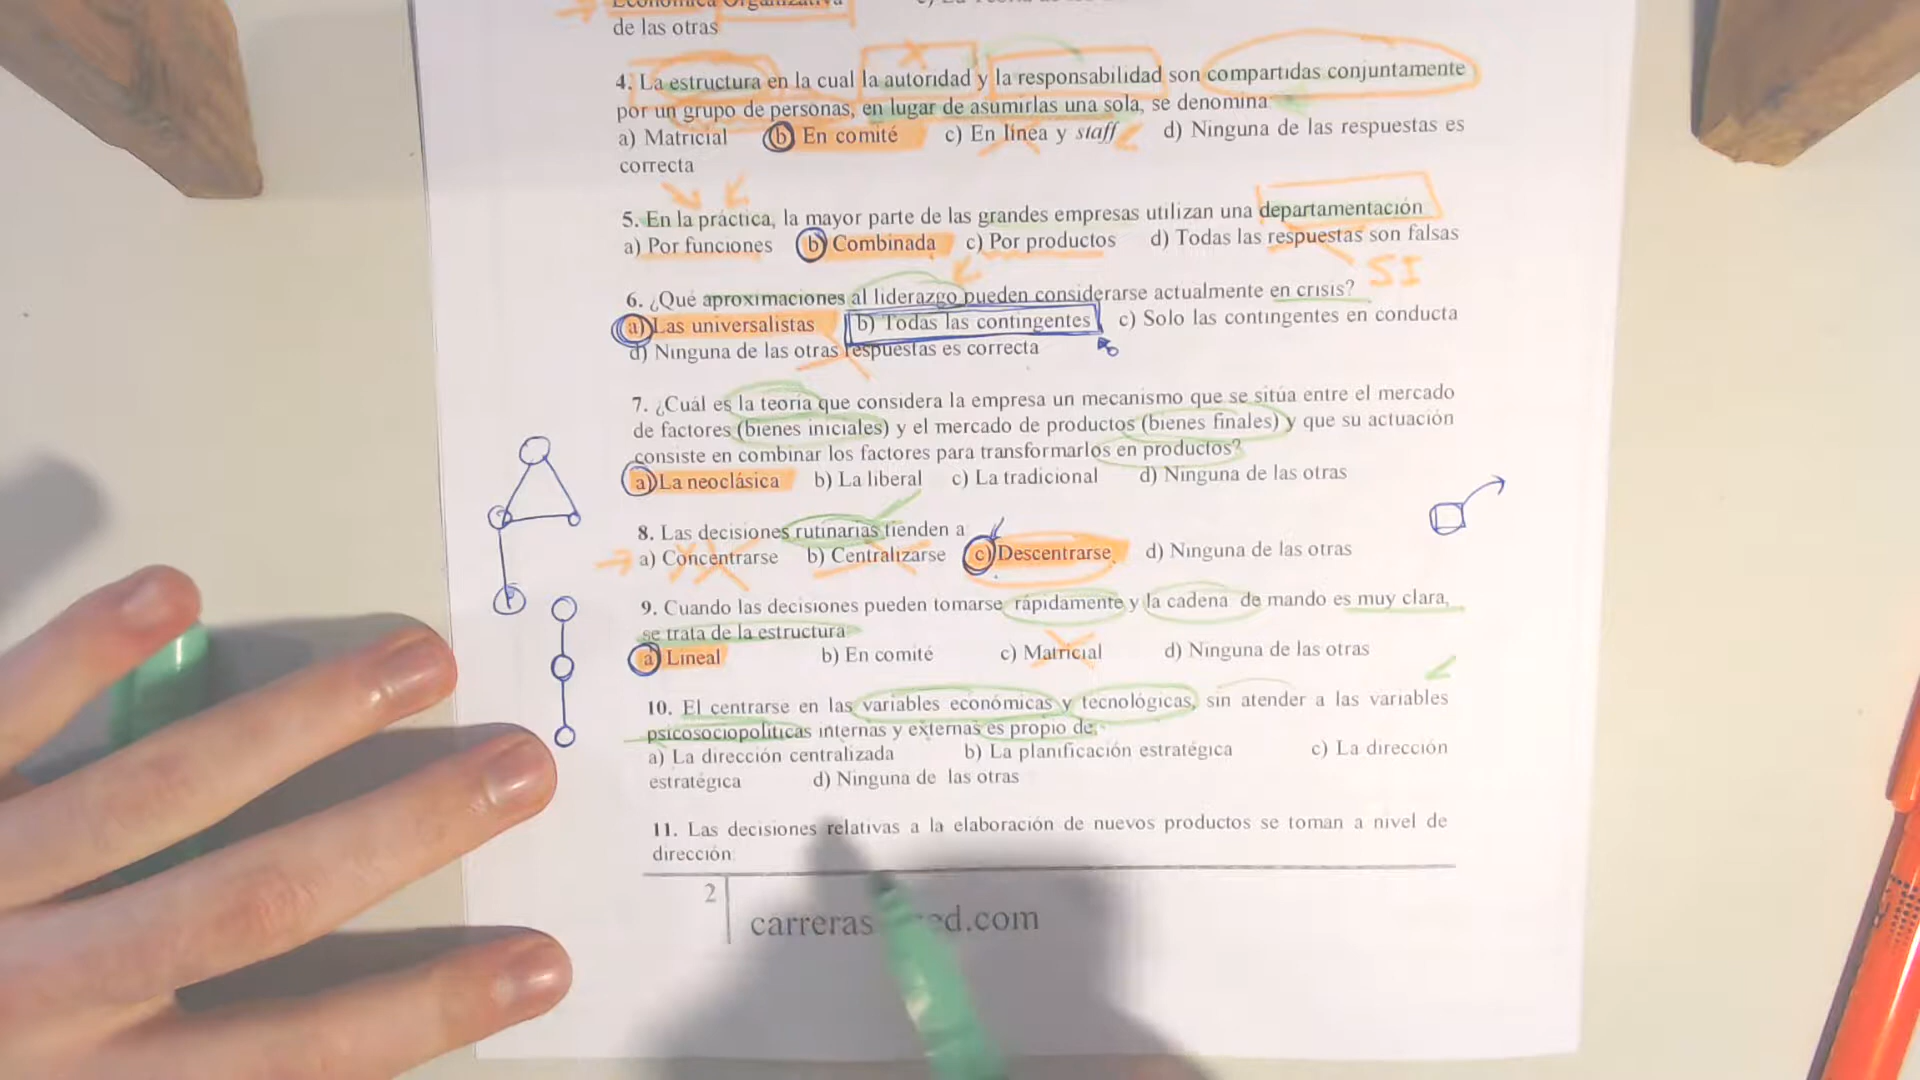 Económica Organizativa
de las otras
4. La estructura en la cual la autoridad y la responsabilidad son compartidas conjuntamente
por un grupo de personas, en lugar de asumirlas una sola, se denomina:
a) Matricial b) En comité c) En línea y staff d) Ninguna de las respuestas es
correcta
5. En la práctica, la mayor parte de las grandes empresas utilizan una departamentación
a) Por funciones b) Combinada c) Por productos d) Todas las respuestas son falsas
SI
6. ¿Qué aproximaciones al liderazgo pueden considerarse actualmente en crisis?
a) Las universalistas b) Todas las contingentes c) Solo las contingentes en conducta
d) Ninguna de las otras respuestas es correcta
7. ¿Cuál es la teoría que considera la empresa un mecanismo que se sitúa entre el mercado
de factores (bienes iniciales) y el mercado de productos (bienes finales) y que su actuación
consiste en combinar los factores para transformarlos en productos?
a) La neoclásica b) La liberal c) La tradicional d) Ninguna de las otras
8. Las decisiones rutinarias tienden a
a) Concentrarse b) Centralizarse c) Descentrarse d) Ninguna de las otras
9. Cuando las decisiones pueden tomarse rápidamente y la cadena de mando es muy clara,
se trata de la estructura
a) Lineal b) En comité c) Matricial d) Ninguna de las otras
10. El centrarse en las variables económicas y tecnológicas, sin atender a las variables
psicosociopolíticas internas y externas es propio de:
a) La dirección centralizada b) La planificación estratégica c) La dirección
estratégica d) Ninguna de las otras
11. Las decisiones relativas a la elaboración de nuevos productos se toman a nivel de
dirección:
2
carreras ed.com